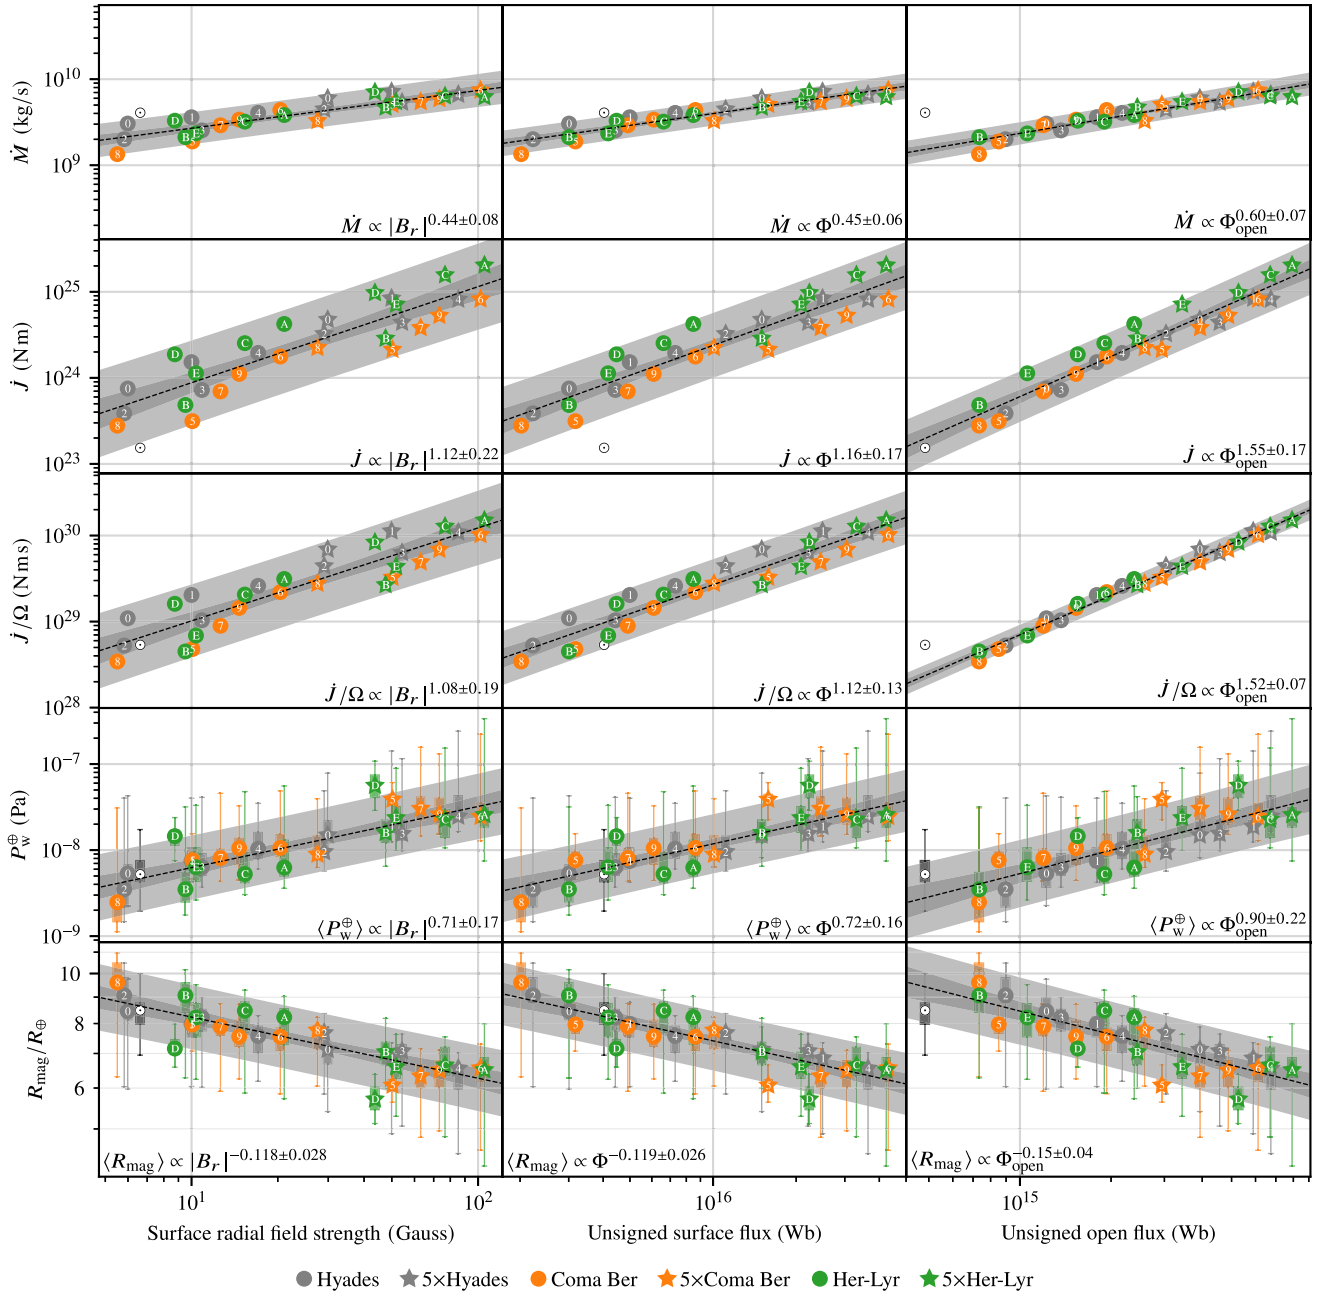 Ṁ (kg/s)
10¹⁰
10⁹
Ṁ ∝ |Bᵣ|^0.44±0.08
Ṁ ∝ Φ^0.45±0.06
Ṁ ∝ Φ_open^0.60±0.07
J̇ (N m)
10²⁵
10²⁴
10²³
J̇ ∝ |Bᵣ|^1.12±0.22
J̇ ∝ Φ^1.16±0.17
J̇ ∝ Φ_open^1.55±0.17
J̇/Ω (N m s)
10³⁰
10²⁹
10²⁸
J̇/Ω ∝ |Bᵣ|^1.08±0.19
J̇/Ω ∝ Φ^1.12±0.13
J̇/Ω ∝ Φ_open^1.52±0.07
P_w^⊕ (Pa)
10⁻⁷
10⁻⁸
10⁻⁹
⟨P_w^⊕⟩ ∝ |Bᵣ|^0.71±0.17
⟨P_w^⊕⟩ ∝ Φ^0.72±0.16
⟨P_w^⊕⟩ ∝ Φ_open^0.90±0.22
R_mag/R_⊕
10
8
6
⟨R_mag⟩ ∝ |Bᵣ|^−0.118±0.028
⟨R_mag⟩ ∝ Φ^−0.119±0.026
⟨R_mag⟩ ∝ Φ_open^−0.15±0.04
10¹ 10² 10¹⁶ 10¹⁵
Surface radial field strength (Gauss)
Unsigned surface flux (Wb)
Unsigned open flux (Wb)
Hyades 5×Hyades Coma Ber 5×Coma Ber Her-Lyr 5×Her-Lyr